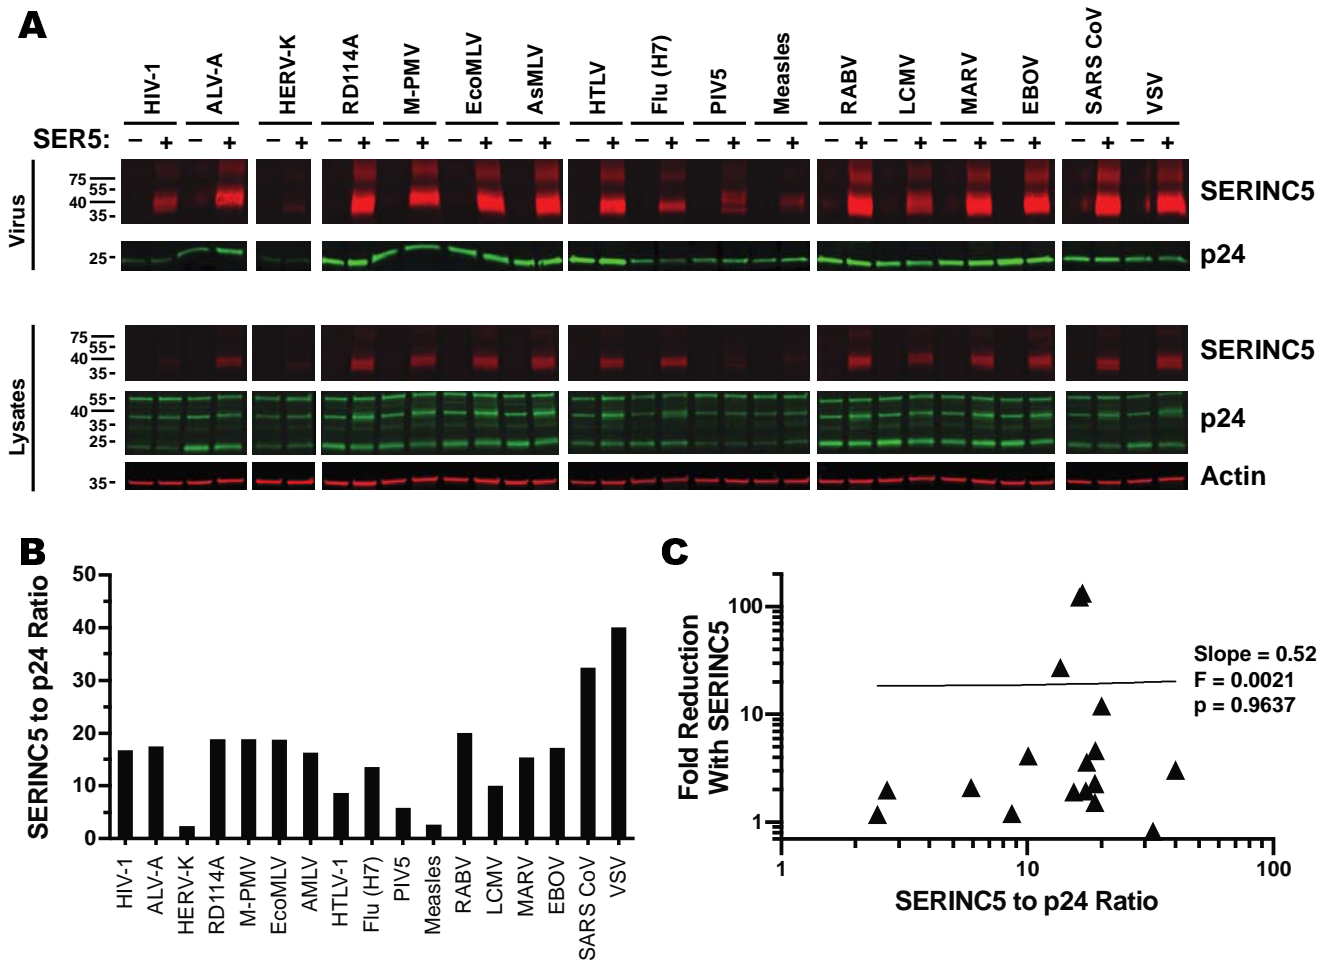 A
HIV-1 ALV-A HERV-K RD114A M-PMV EcoMLV AsMLV HTLV Flu (H7) PIV5 Measles RABV LCMV MARV EBOV SARS CoV VSV
SER5: – + – + – + – + – + – + – + – + – + – + – + – + – + – + – + – + – +
Virus
75
55-
40
35-
SERINC5
25-
p24
Lysates
75
55-
40
35-
SERINC5
55-
40
35-
25-
p24
35-
Actin
B
SERINC5 to p24 Ratio
50
40
30
20
10
0
HIV-1 ALV-A HERV-K RD114A M-PMV EcoMLV AMLV HTLV-1 Flu (H7) PIV5 Measles RABV LCMV MARV EBOV SARS CoV VSV
C
Fold Reduction
With SERINC5
100
10
1
Slope = 0.52
F = 0.0021
p = 0.9637
1 10 100
SERINC5 to p24 Ratio